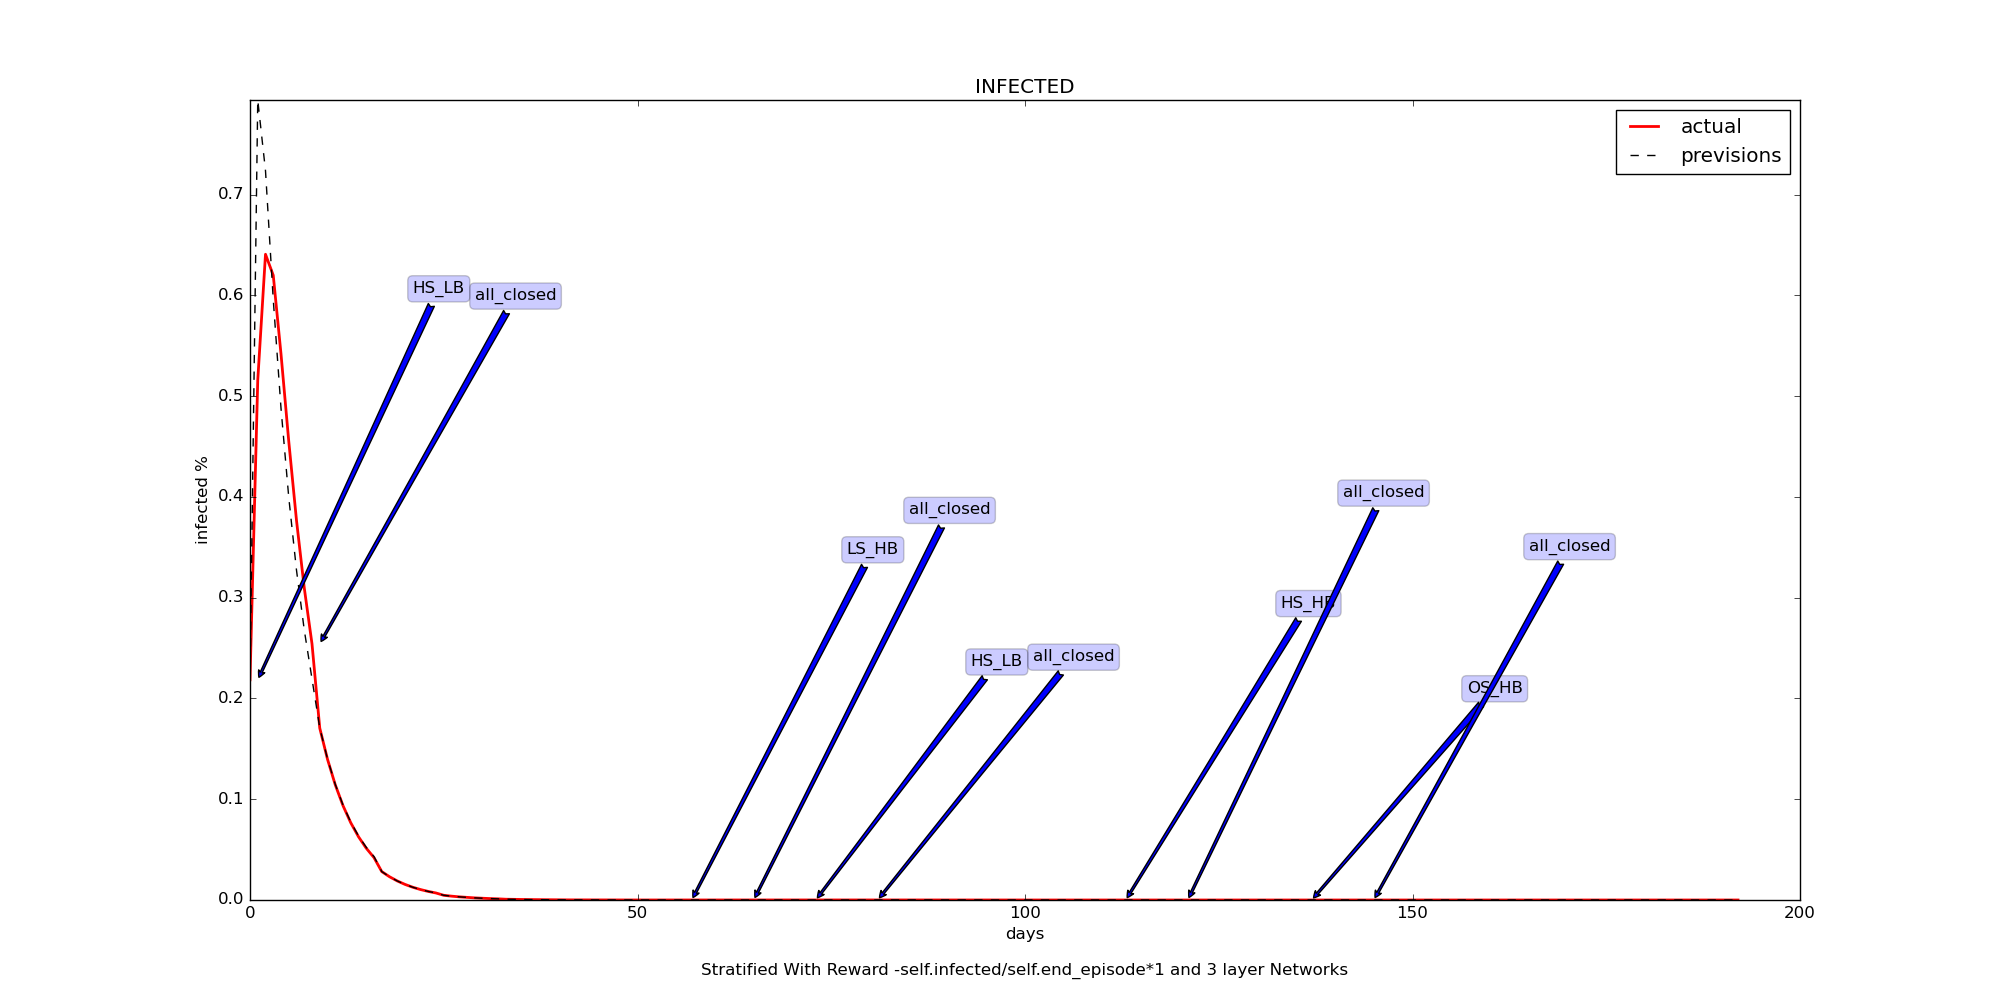 INFECTED
actual
previsions
0.7
0.6
0.5
0.4
0.3
0.2
0.1
0.0
infected %
HS_LB
all_closed
LS_HB
all_closed
HS_LB
all_closed
HS_HB
all_closed
OS_HB
all_closed
0
50
100
150
200
days
Stratified With Reward -self.infected/self.end_episode*1 and 3 layer Networks